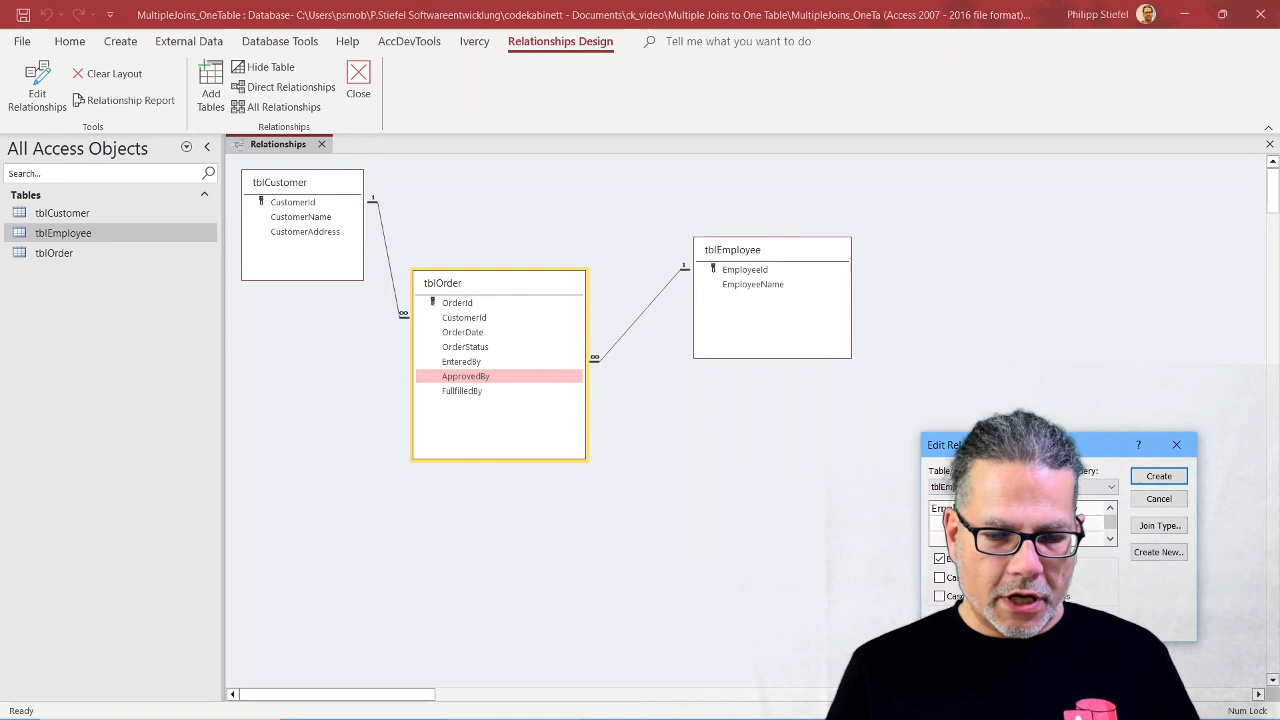 MultipleJoins_OneTable : Database- C:\Users\psmob\P.Stiefel Softwareentwicklung\codekabinett - Documents\ck_video\Multiple Joins to One Table\MultipleJoins_OneTa (Access 2007 - 2016 file format)...
Philipp Stiefel
File Home Create External Data Database Tools Help AccDevTools Ivercy Relationships Design Tell me what you want to do
Edit Relationships
Clear Layout
Relationship Report
Tools
Add Tables
Hide Table
Direct Relationships
All Relationships
Close
Relationships
All Access Objects
Search...
Tables
tblCustomer
tblEmployee
tblOrder
Relationships
tblCustomer
CustomerId
CustomerName
CustomerAddress
1
∞
tblOrder
OrderId
CustomerId
OrderDate
OrderStatus
EnteredBy
ApprovedBy
FullfilledBy
∞
1
tblEmployee
EmployeeId
EmployeeName
?
Create
Cancel
Join Type..
Create New..
Ready
Num Lock